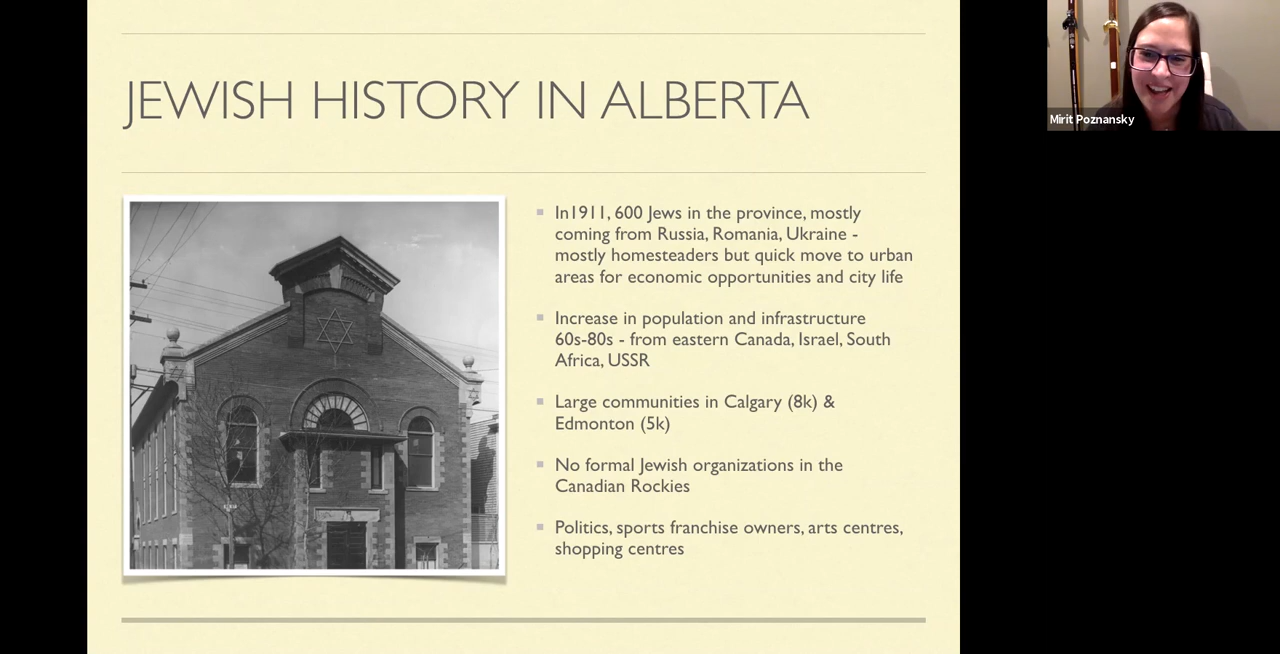 JEWISH HISTORY IN ALBERTA
Mirit Poznansky
In1911, 600 Jews in the province, mostly
coming from Russia, Romania, Ukraine -
mostly homesteaders but quick move to urban
areas for economic opportunities and city life
Increase in population and infrastructure
60s-80s - from eastern Canada, Israel, South
Africa, USSR
Large communities in Calgary (8k) &
Edmonton (5k)
No formal Jewish organizations in the
Canadian Rockies
Politics, sports franchise owners, arts centres,
shopping centres